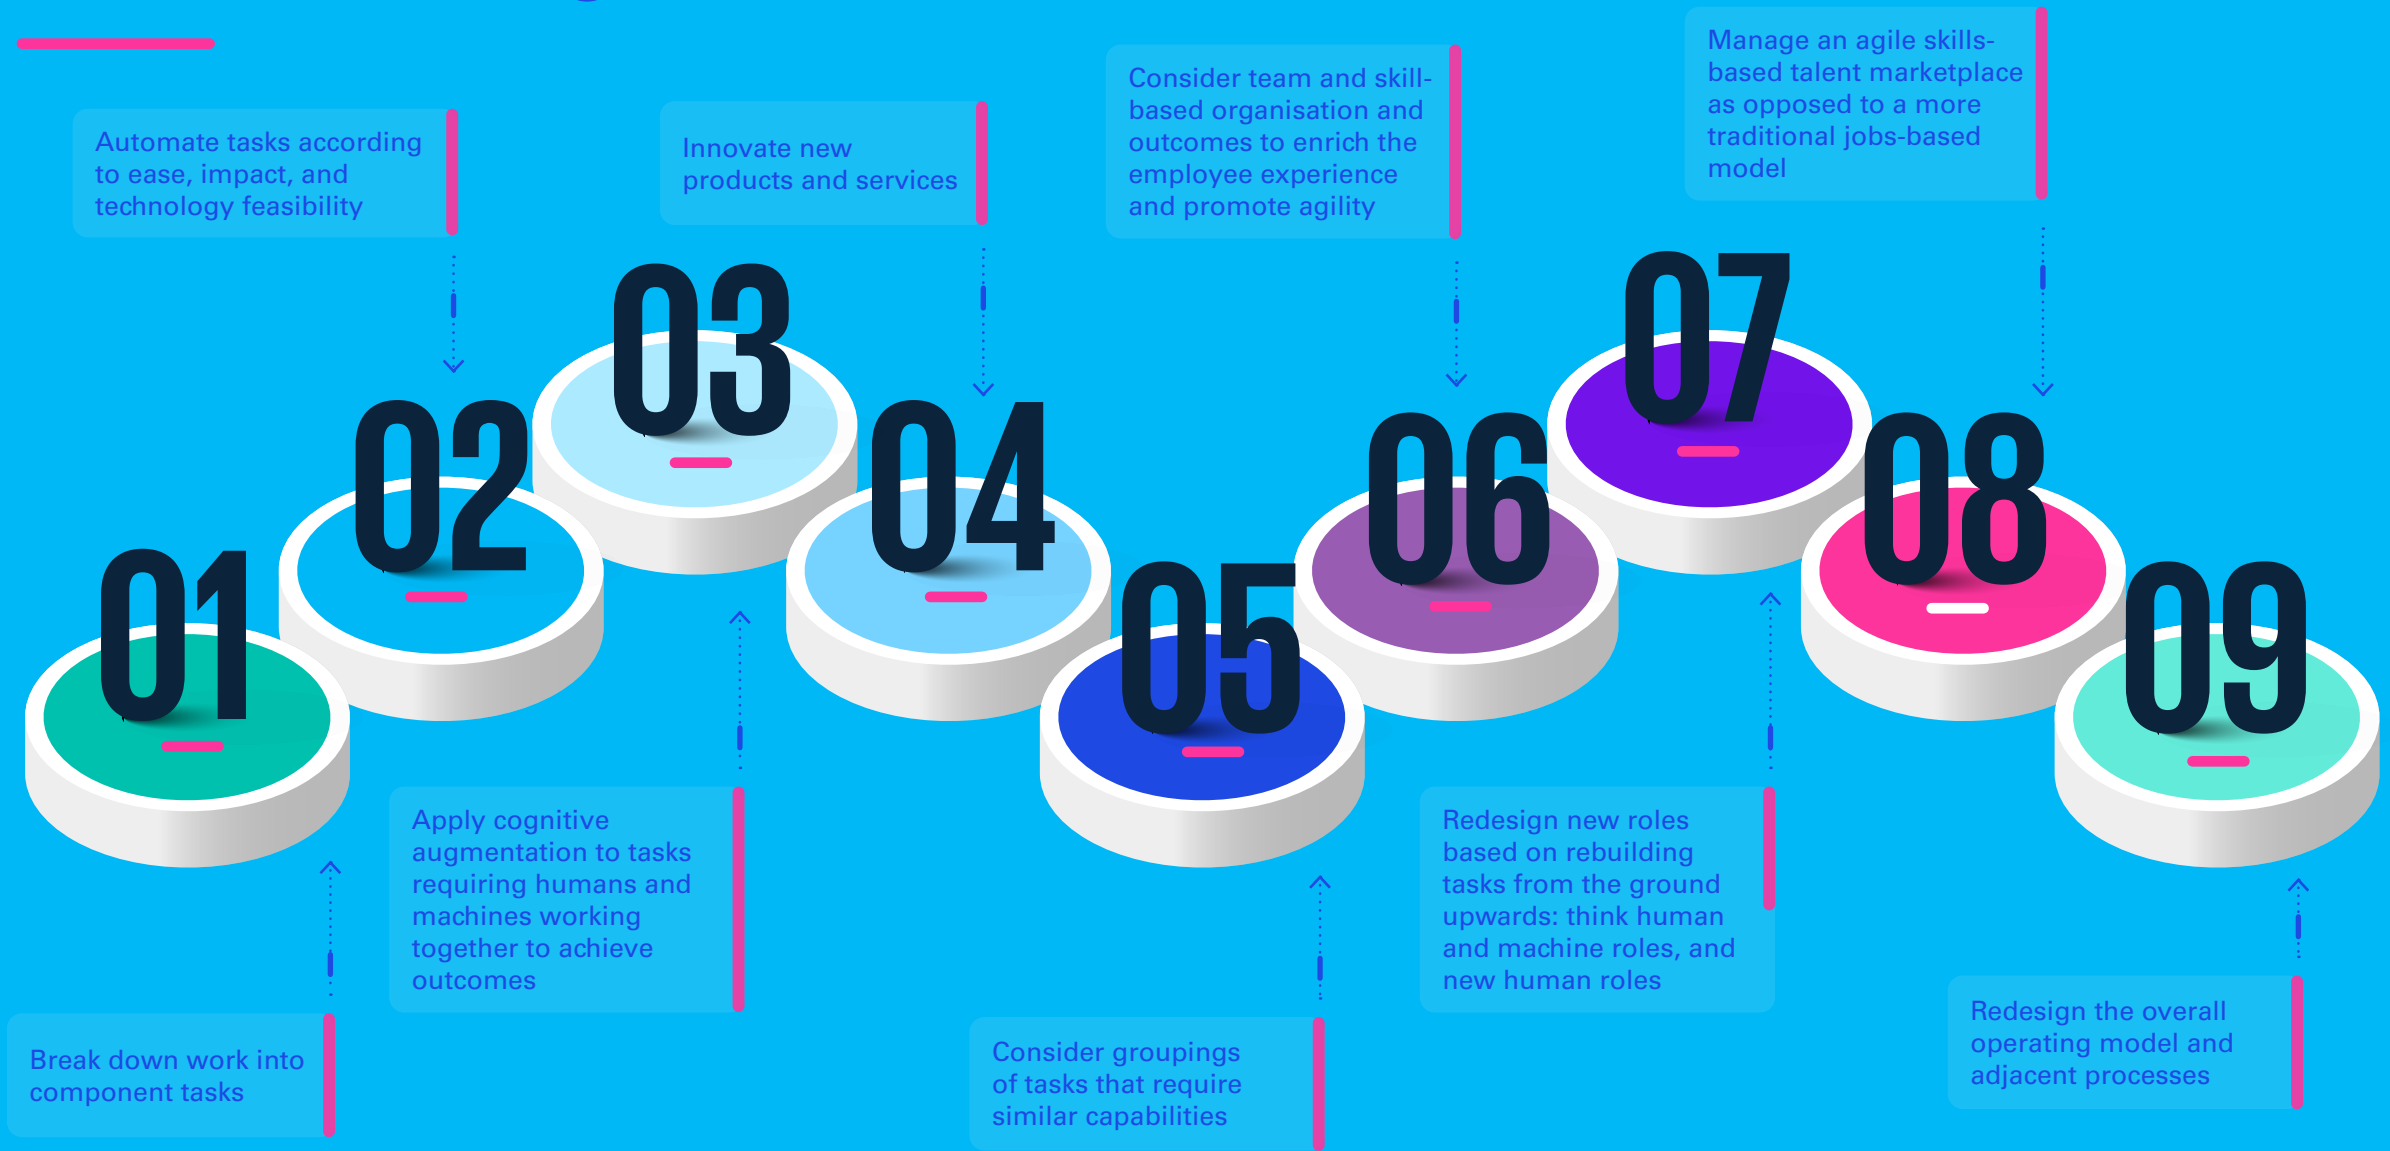 01
Break down work into
component tasks
02
Automate tasks according
to ease, impact, and
technology feasibility
03
Apply cognitive
augmentation to tasks
requiring humans and
machines working
together to achieve
outcomes
04
Innovate new
products and services
05
Consider groupings
of tasks that require
similar capabilities
06
Consider team and skill-
based organisation and
outcomes to enrich the
employee experience
and promote agility
07
Redesign new roles
based on rebuilding
tasks from the ground
upwards: think human
and machine roles, and
new human roles
08
Manage an agile skills-
based talent marketplace
as opposed to a more
traditional jobs-based
model
09
Redesign the overall
operating model and
adjacent processes